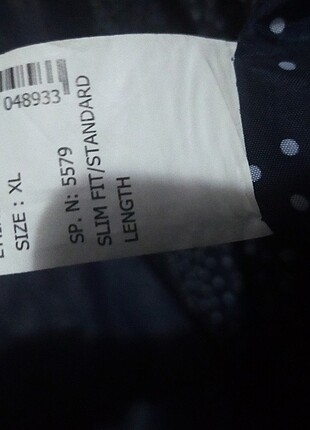 048933
SIZE : XL
SP. N: 5579
SLIM FIT/STANDARD
LENGTH